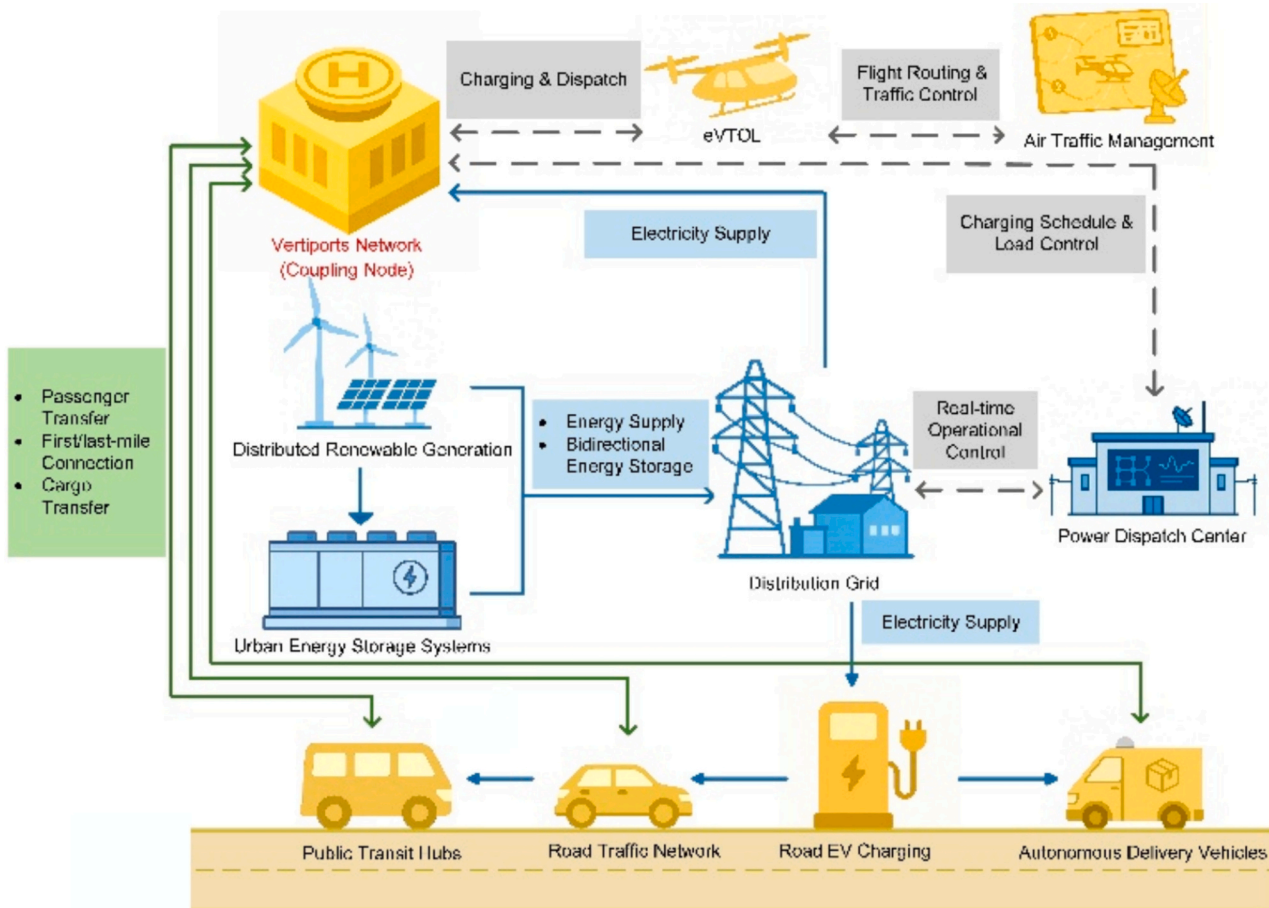 H
Charging & Dispatch
eVTOL
Flight Routing &
Traffic Control
Air Traffic Management
Vertiports Network
(Coupling Node)
Electricity Supply
Charging Schedule &
Load Control
• Passenger
Transfer
• First/last-mile
Connection
• Cargo
Transfer
Distributed Renewable Generation
• Energy Supply
• Bidirectional
Energy Storage
Real-time
Operational
Control
Power Dispatch Center
Distribution Grid
Urban Energy Storage Systems
Electricity Supply
Public Transit Hubs
Road Traffic Network
Road EV Charging
Autonomous Delivery Vehicles